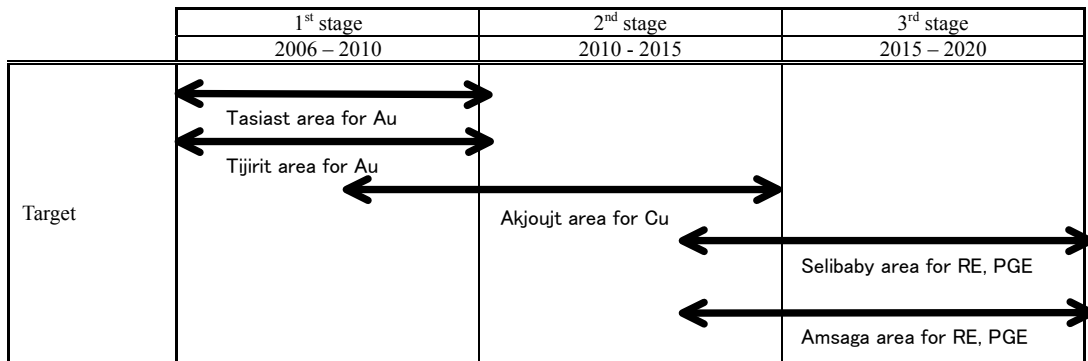 1st stage 2nd stage 3rd stage
2006 – 2010 2010 - 2015 2015 – 2020
Tasiast area for Au
Tijirit area for Au
Target
Akjoujt area for Cu
Selibaby area for RE, PGE
Amsaga area for RE, PGE